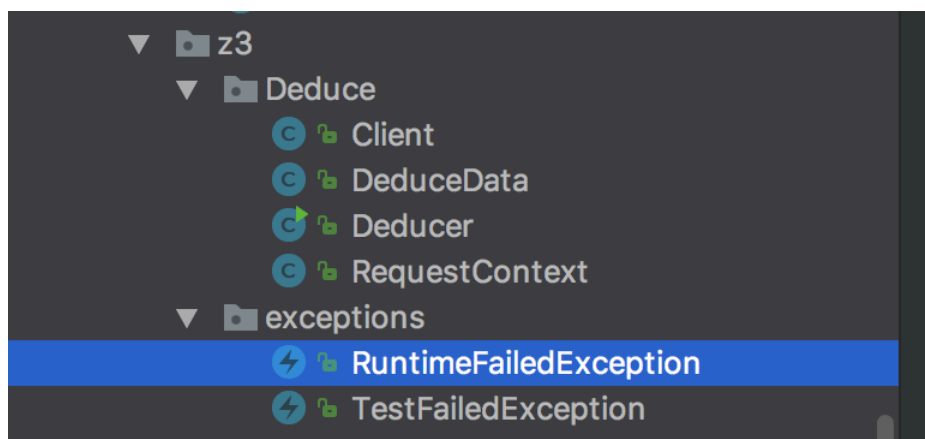 z3
Deduce
C Client
C DeduceData
C Deducer
C RequestContext
exceptions
RuntimeFailedException
TestFailedException